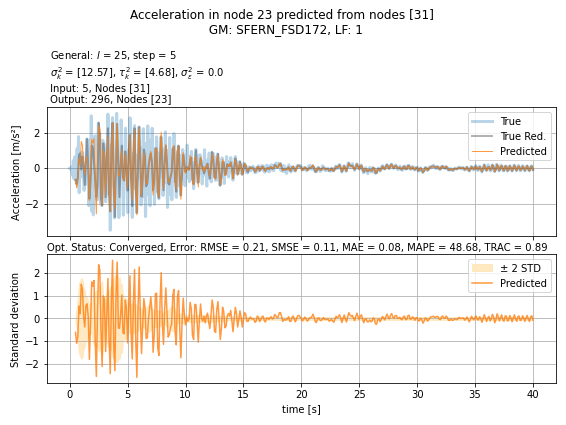 Acceleration in node 23 predicted from nodes [31]
GM: SFERN_FSD172, LF: 1
General: l = 25, step = 5
σ²ₖ = [12.57], τ²ₖ = [4.68], σ²ε = 0.0
Input: 5, Nodes [31]
Output: 296, Nodes [23]
Acceleration [m/s²]
2
0
−2
True
True Red.
Predicted
Opt. Status: Converged, Error: RMSE = 0.21, SMSE = 0.11, MAE = 0.08, MAPE = 48.68, TRAC = 0.89
Standard deviation
2
1
0
−1
−2
± 2 STD
Predicted
0 5 10 15 20 25 30 35 40
time [s]